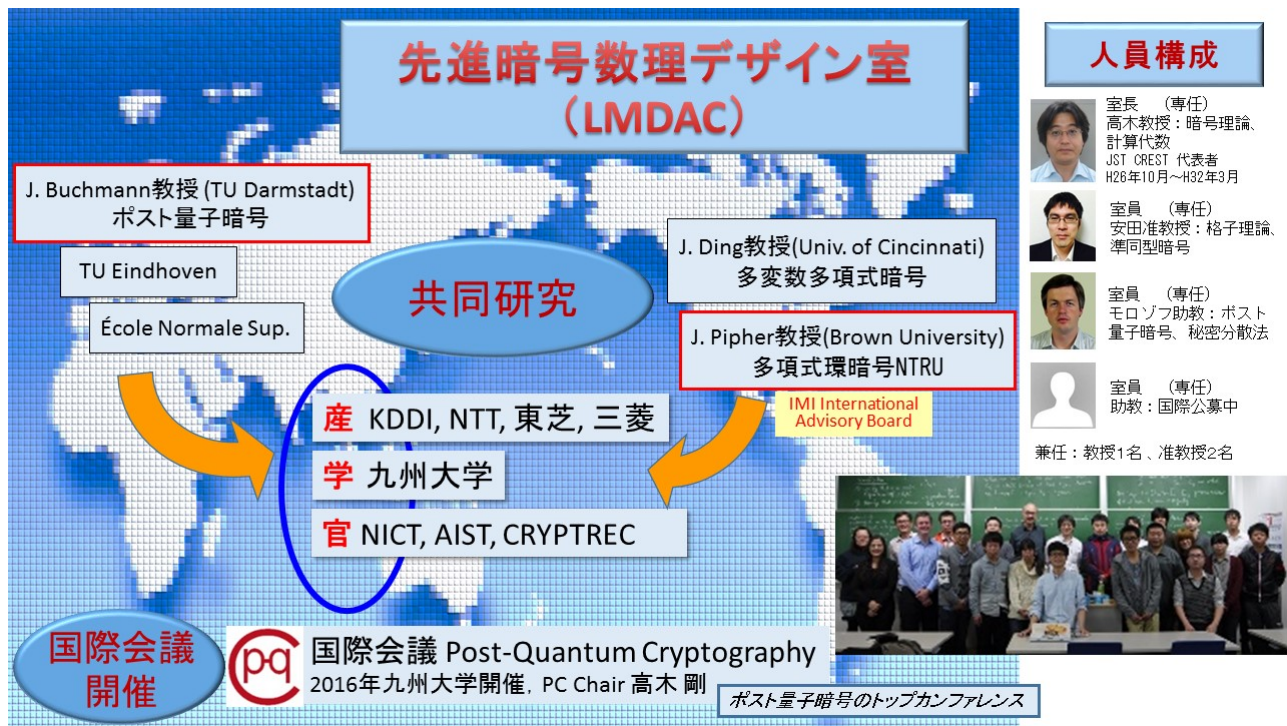 先進暗号数理デザイン室
(LMDAC)
J. Buchmann教授 (TU Darmstadt)
ポスト量子暗号
TU Eindhoven
École Normale Sup.
共同研究
J. Ding教授(Univ. of Cincinnati)
多変数多項式暗号
J. Pipher教授(Brown University)
多項式環暗号NTRU
IMI International
Advisory Board
産 KDDI, NTT, 東芝, 三菱
学 九州大学
官 NICT, AIST, CRYPTREC
国際会議
開催
pq
国際会議 Post-Quantum Cryptography
2016年九州大学開催, PC Chair 高木 剛
ポスト量子暗号のトップカンファレンス
人員構成
室長 (専任)
高木教授:暗号理論、
計算代数
JST CREST 代表者
H26年10月~H32年3月
室員 (専任)
安田准教授:格子理論、
準同型暗号
室員 (専任)
モロゾフ助教:ポスト
量子暗号、秘密分散法
室員 (専任)
助教:国際公募中
兼任:教授1名、准教授2名